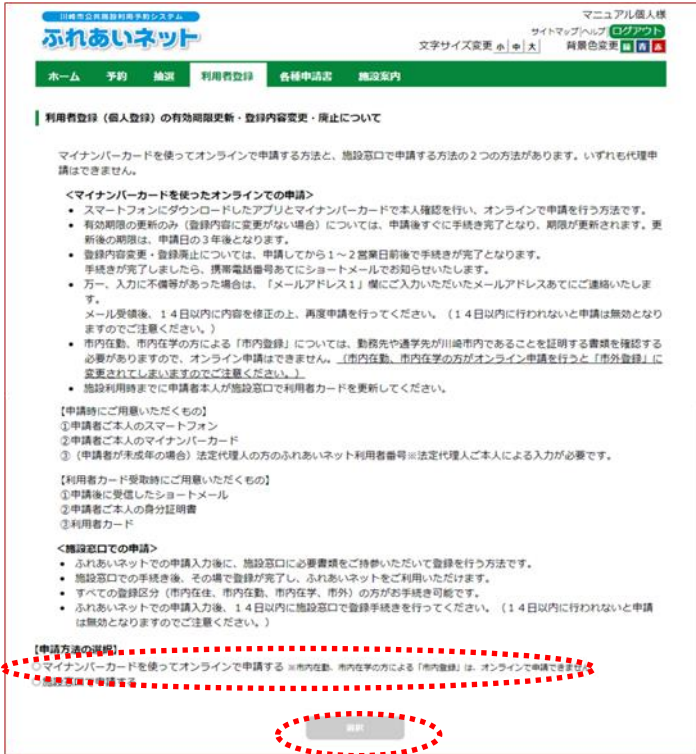 川崎市公共施設利用予約システム
ふれあいネット
マニュアル個人様
サイトマップ|ヘルプ|ログアウト
文字サイズ変更 小 中 大 背景色変更 緑 青 赤
ホーム 予約 抽選 利用者登録 各種申請書 施設案内
利用者登録（個人登録）の有効期限更新・登録内容変更・廃止について
マイナンバーカードを使ってオンラインで申請する方法と、施設窓口で申請する方法の２つの方法があります。いずれも代理申
請はできません。
＜マイナンバーカードを使ったオンラインでの申請＞
• スマートフォンにダウンロードしたアプリとマイナンバーカードで本人確認を行い、オンラインで申請を行う方法です。
• 有効期限の更新のみ（登録内容に変更がない場合）については、申請後すぐに手続き完了となり、期限が更新されます。更
新後の期限は、申請日の３年後となります。
• 登録内容変更・登録廃止については、申請してから１～２営業日前後で手続きが完了となります。
手続きが完了しましたら、携帯電話番号あてにショートメールでお知らせいたします。
• 万一、入力に不備等があった場合は、「メールアドレス１」欄にご入力いただいたメールアドレスあてにご連絡いたしま
す。
メール受領後、１４日以内に内容を修正の上、再度申請を行ってください。（１４日以内に行われないと申請は無効となり
ますのでご注意ください。）
• 市内在勤、市内在学の方による「市内登録」については、勤務先や通学先が川崎市内であることを証明する書類を確認する
必要がありますので、オンライン申請はできません。（市内在勤、市内在学の方がオンライン申請を行うと「市外登録」に
変更されてしまいますのでご注意ください。）
• 施設利用時までに申請者本人が施設窓口で利用者カードを更新してください。
【申請時にご用意いただくもの】
①申請者ご本人のスマートフォン
②申請者ご本人のマイナンバーカード
③（申請者が未成年の場合）法定代理人の方のふれあいネット利用者番号※法定代理人ご本人による入力が必要です。
【利用者カード受取時にご用意いただくもの】
①申請後に受信したショートメール
②申請者ご本人の身分証明書
③利用者カード
＜施設窓口での申請＞
• ふれあいネットでの申請入力後に、施設窓口に必要書類をご持参いただいて登録を行う方法です。
• 施設窓口での手続き後、その場で登録が完了し、ふれあいネットをご利用いただけます。
• すべての登録区分（市内在住、市内在勤、市内在学、市外）の方がお手続き可能です。
• ふれあいネットでの申請入力後、１４日以内に施設窓口で登録手続きを行ってください。（１４日以内に行われないと申請
は無効となりますのでご注意ください。）
【申請方法の選択】
○マイナンバーカードを使ってオンラインで申請する ※市内在勤、市内在学の方による「市内登録」は、オンラインで申請できません
○施設窓口で申請する
選択